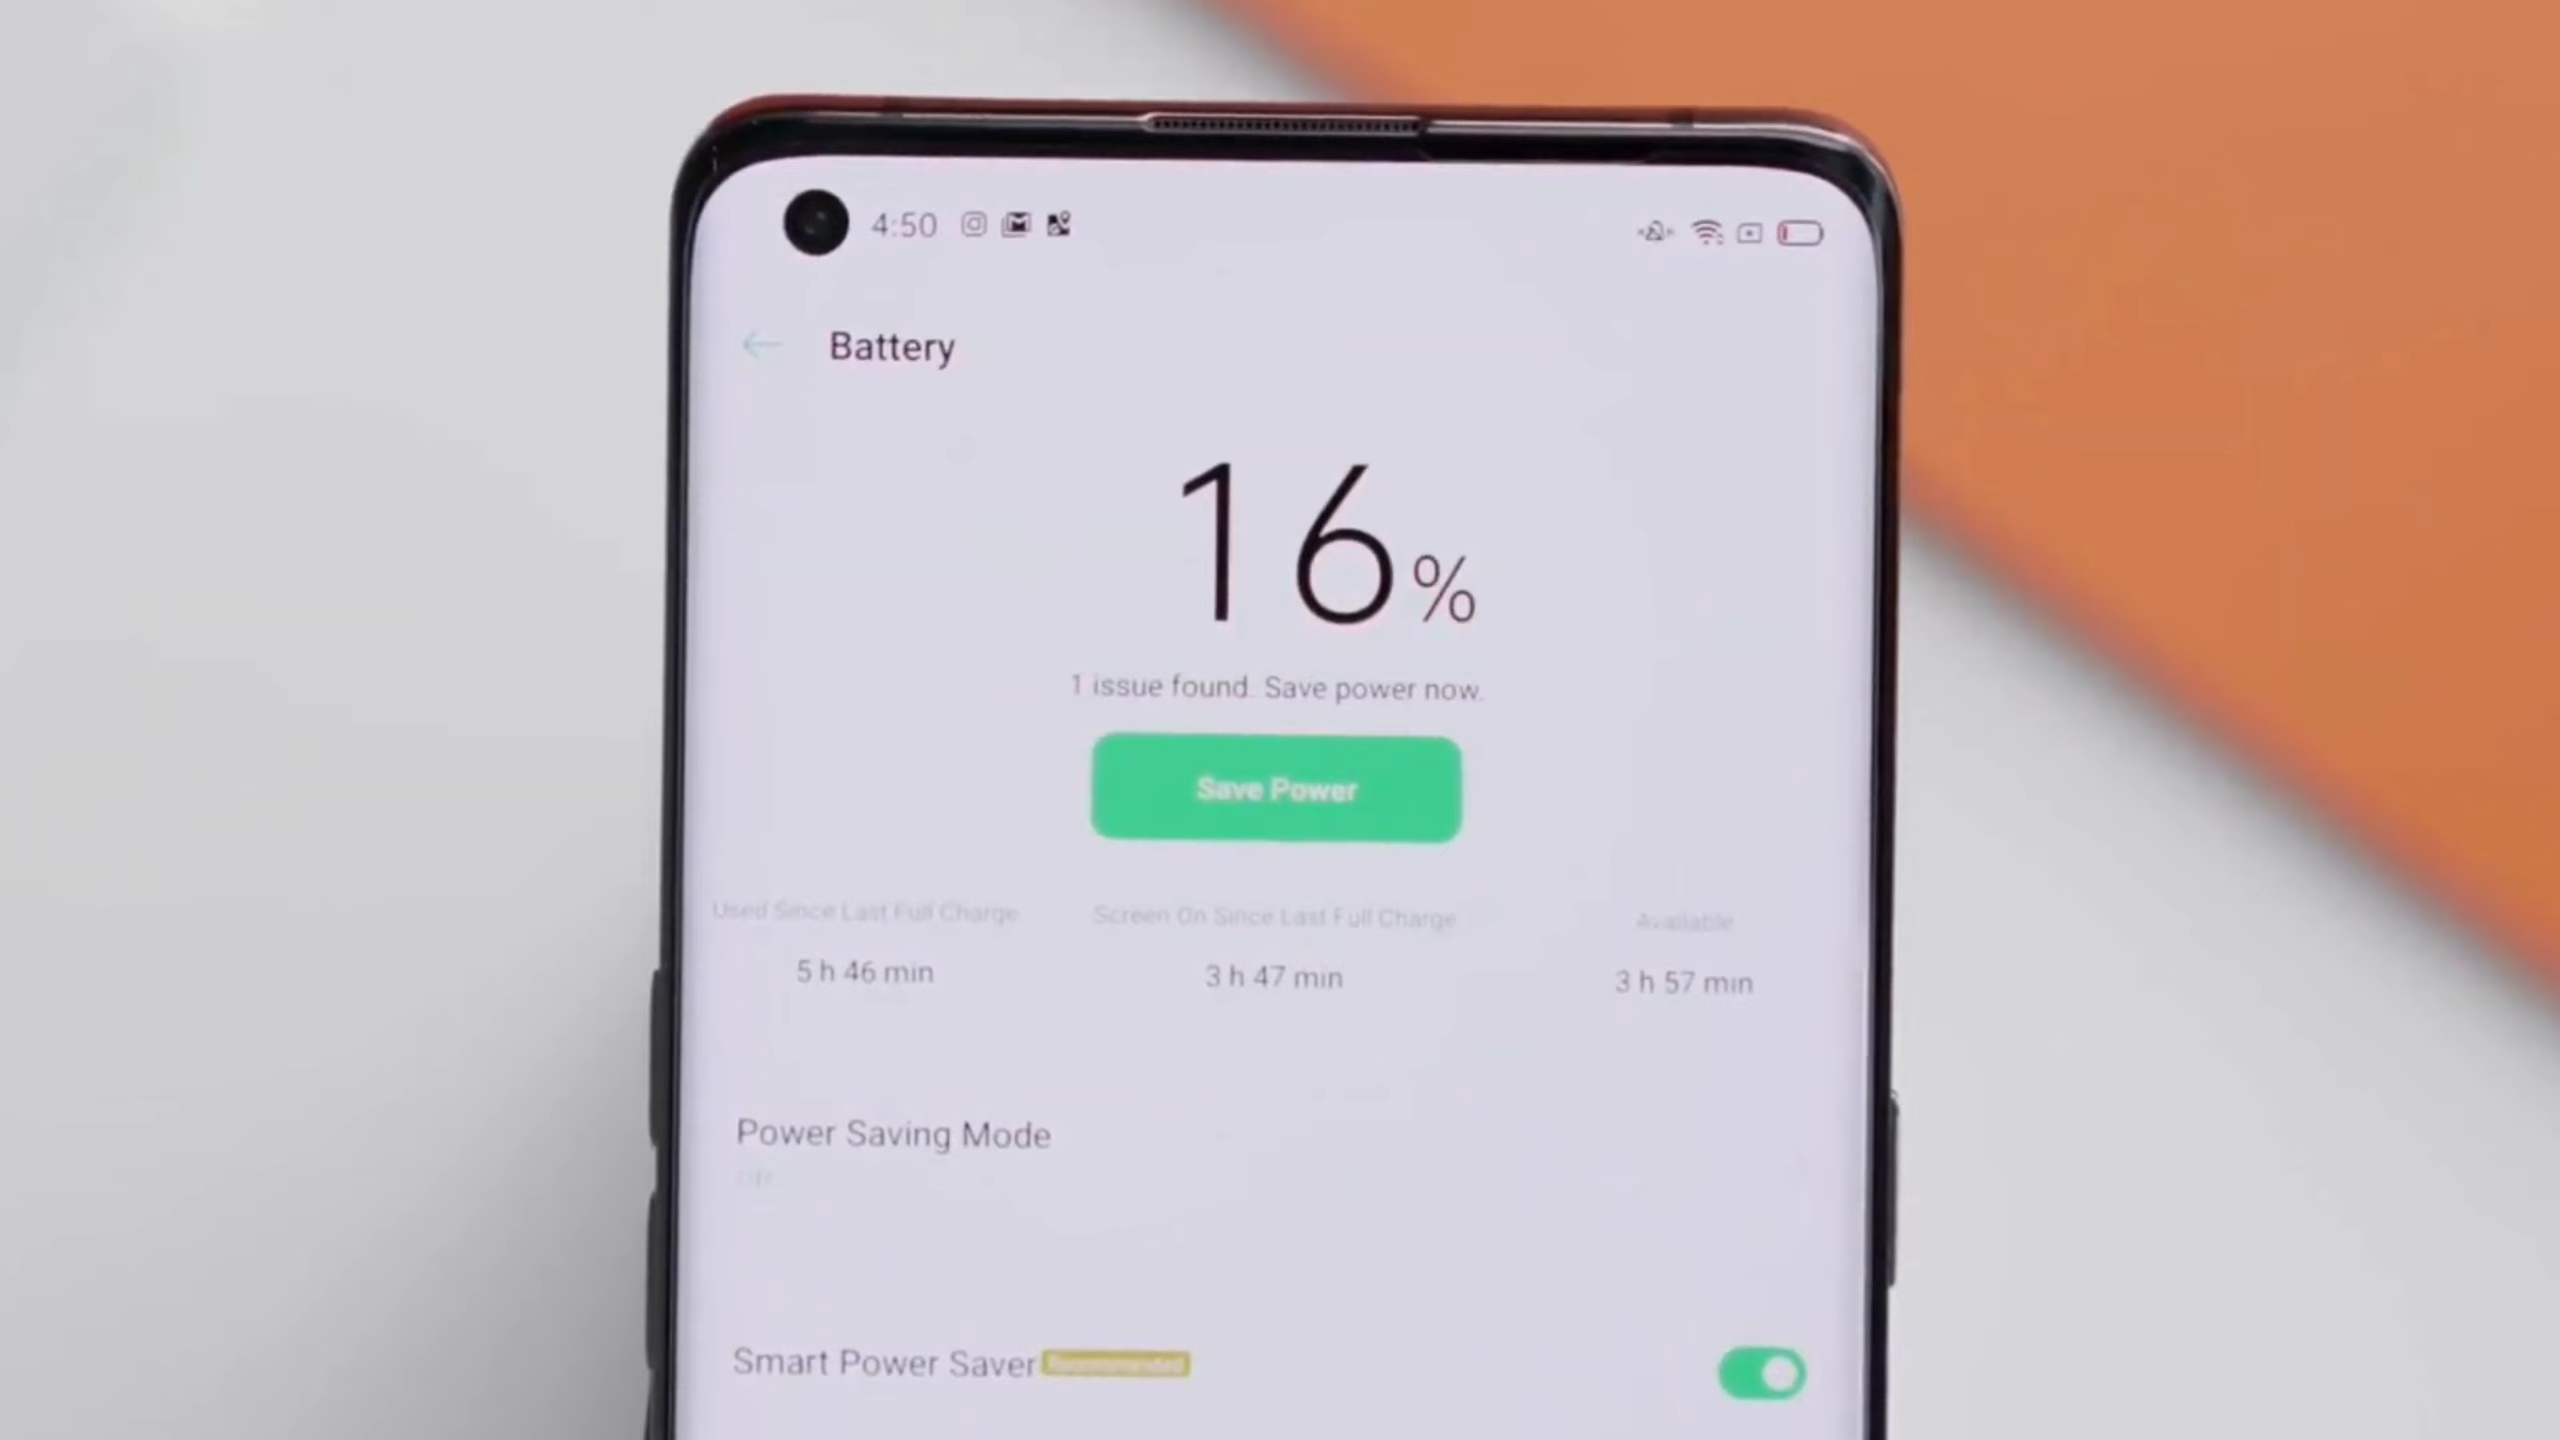 4:50
Battery
16%
1 issue found. Save power now.
Save Power
Used Since Last Full Charge Screen On Since Last Full Charge Available
5 h 46 min 3 h 47 min 3 h 57 min
Power Saving Mode
Off
Smart Power Saver Recommended